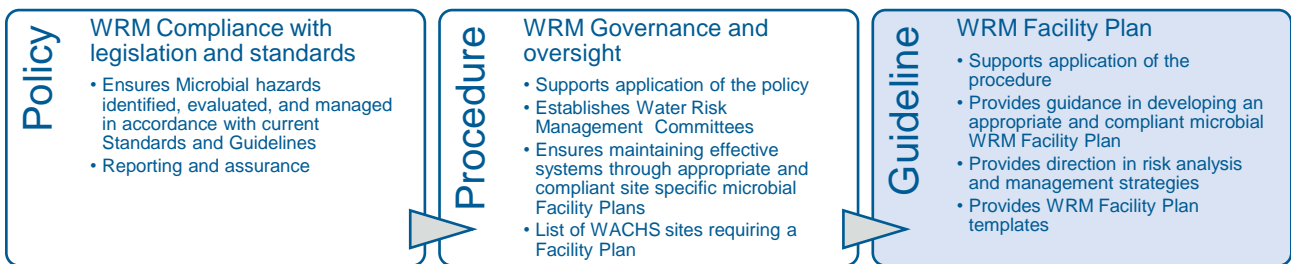 Policy
WRM Compliance with
legislation and standards
• Ensures Microbial hazards
identified, evaluated, and managed
in accordance with current
Standards and Guidelines
• Reporting and assurance
Procedure
WRM Governance and
oversight
• Supports application of the policy
• Establishes Water Risk
Management Committees
• Ensures maintaining effective
systems through appropriate and
compliant site specific microbial
Facility Plans
• List of WACHS sites requiring a
Facility Plan
Guideline
WRM Facility Plan
• Supports application of the
procedure
• Provides guidance in developing an
appropriate and compliant microbial
WRM Facility Plan
• Provides direction in risk analysis
and management strategies
• Provides WRM Facility Plan
templates